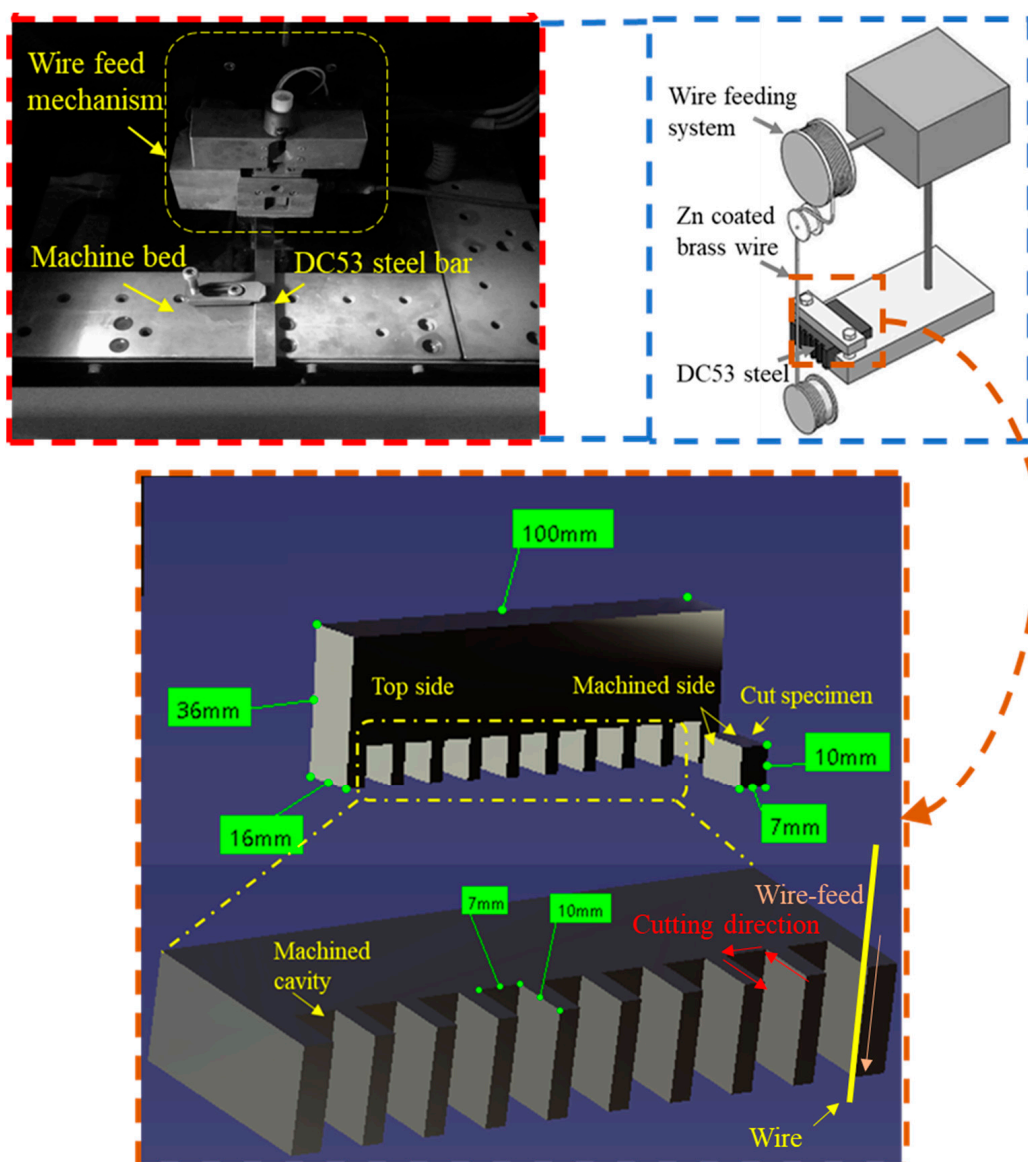 Wire feed
mechanism
Machine bed
DC53 steel bar
Wire feeding
system
Zn coated
brass wire
DC53 steel
100mm
36mm
Top side
Machined side
Cut specimen
10mm
16mm
7mm
7mm
10mm
Wire-feed
Cutting direction
Machined
cavity
Wire